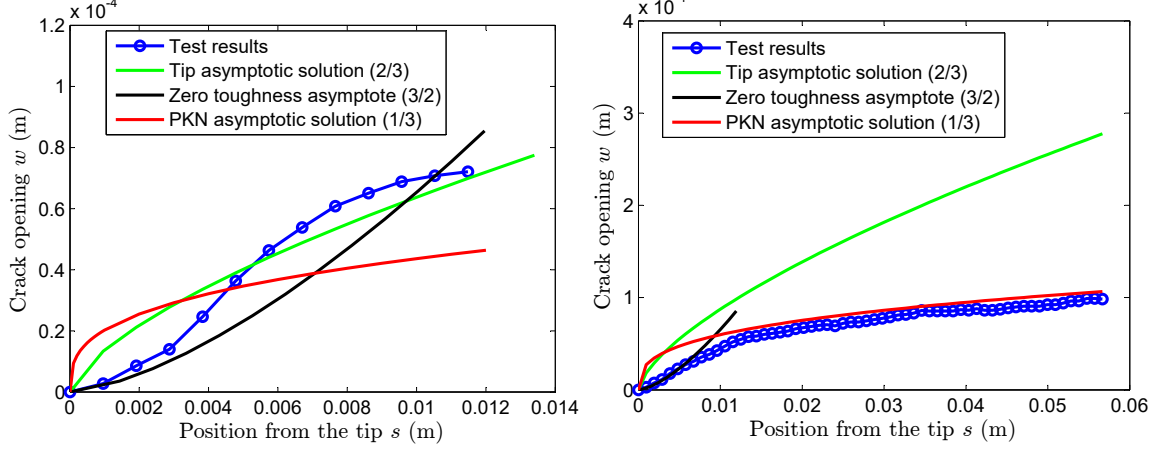 × 10⁻⁴
1.2
1
0.8
0.6
0.4
0.2
0
Crack opening w (m)
Test results
Tip asymptotic solution (2/3)
Zero toughness asymptote (3/2)
PKN asymptotic solution (1/3)
0 0.002 0.004 0.006 0.008 0.01 0.012 0.014
Position from the tip s (m)
4
3
2
1
0
Crack opening w (m)
Test results
Tip asymptotic solution (2/3)
Zero toughness asymptote (3/2)
PKN asymptotic solution (1/3)
0 0.01 0.02 0.03 0.04 0.05 0.06
Position from the tip s (m)